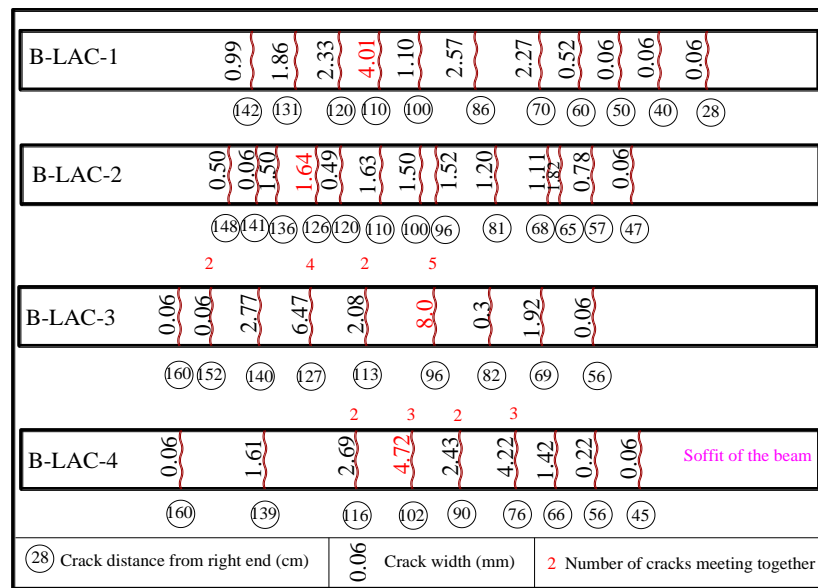 B-LAC-1 0.99 1.86 2.33 4.01 1.10 2.57 2.27 0.52 0.06 0.06 0.06
142 131 120 110 100 86 70 60 50 40 28
B-LAC-2 0.50 0.06 1.50 1.64 0.49 1.63 1.50 1.52 1.20 1.11 1.82 0.78 0.06
148 141 136 126 120 110 100 96 81 68 65 57 47
2 4 2 5
B-LAC-3 0.06 0.06 2.77 6.47 2.08 8.0 0.3 1.92 0.06
160 152 140 127 113 96 82 69 56
2 3 2 3
B-LAC-4 0.06 1.61 2.69 4.72 2.43 4.22 1.42 0.22 0.06 Soffit of the beam
160 139 116 102 90 76 66 56 45
28 Crack distance from right end (cm) 0.06 Crack width (mm) 2 Number of cracks meeting together